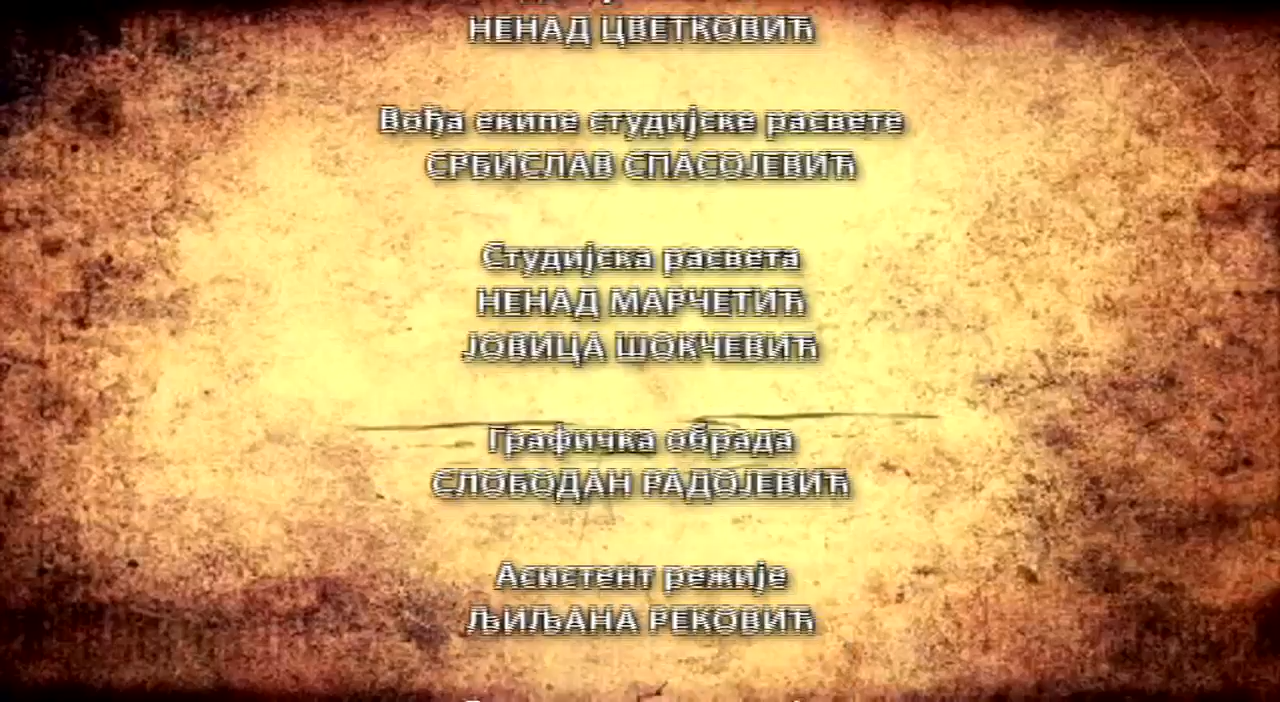 НЕНАД ЦВЕТКОВИЋ
Вођа екипе студијске расвете
СРБИСЛАВ СПАСОЈЕВИЋ
Студијска расвета
НЕНАД МАРЧЕТИЋ
ЈОВИЦА ШОКЧЕВИЋ
Графичка обрада
СЛОБОДАН РАДОЈЕВИЋ
Асистент режије
ЉИЉАНА РЕКОВИЋ